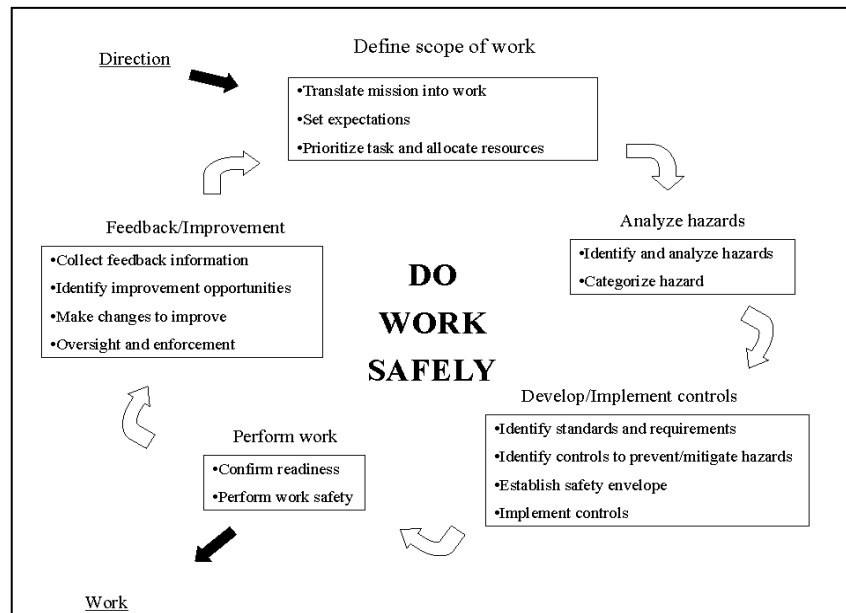 Direction
Define scope of work
•Translate mission into work
•Set expectations
•Prioritize task and allocate resources
Analyze hazards
•Identify and analyze hazards
•Categorize hazard
Develop/Implement controls
•Identify standards and requirements
•Identify controls to prevent/mitigate hazards
•Establish safety envelope
•Implement controls
Perform work
•Confirm readiness
•Perform work safety
Work
Feedback/Improvement
•Collect feedback information
•Identify improvement opportunities
•Make changes to improve
•Oversight and enforcement
DO
WORK
SAFELY